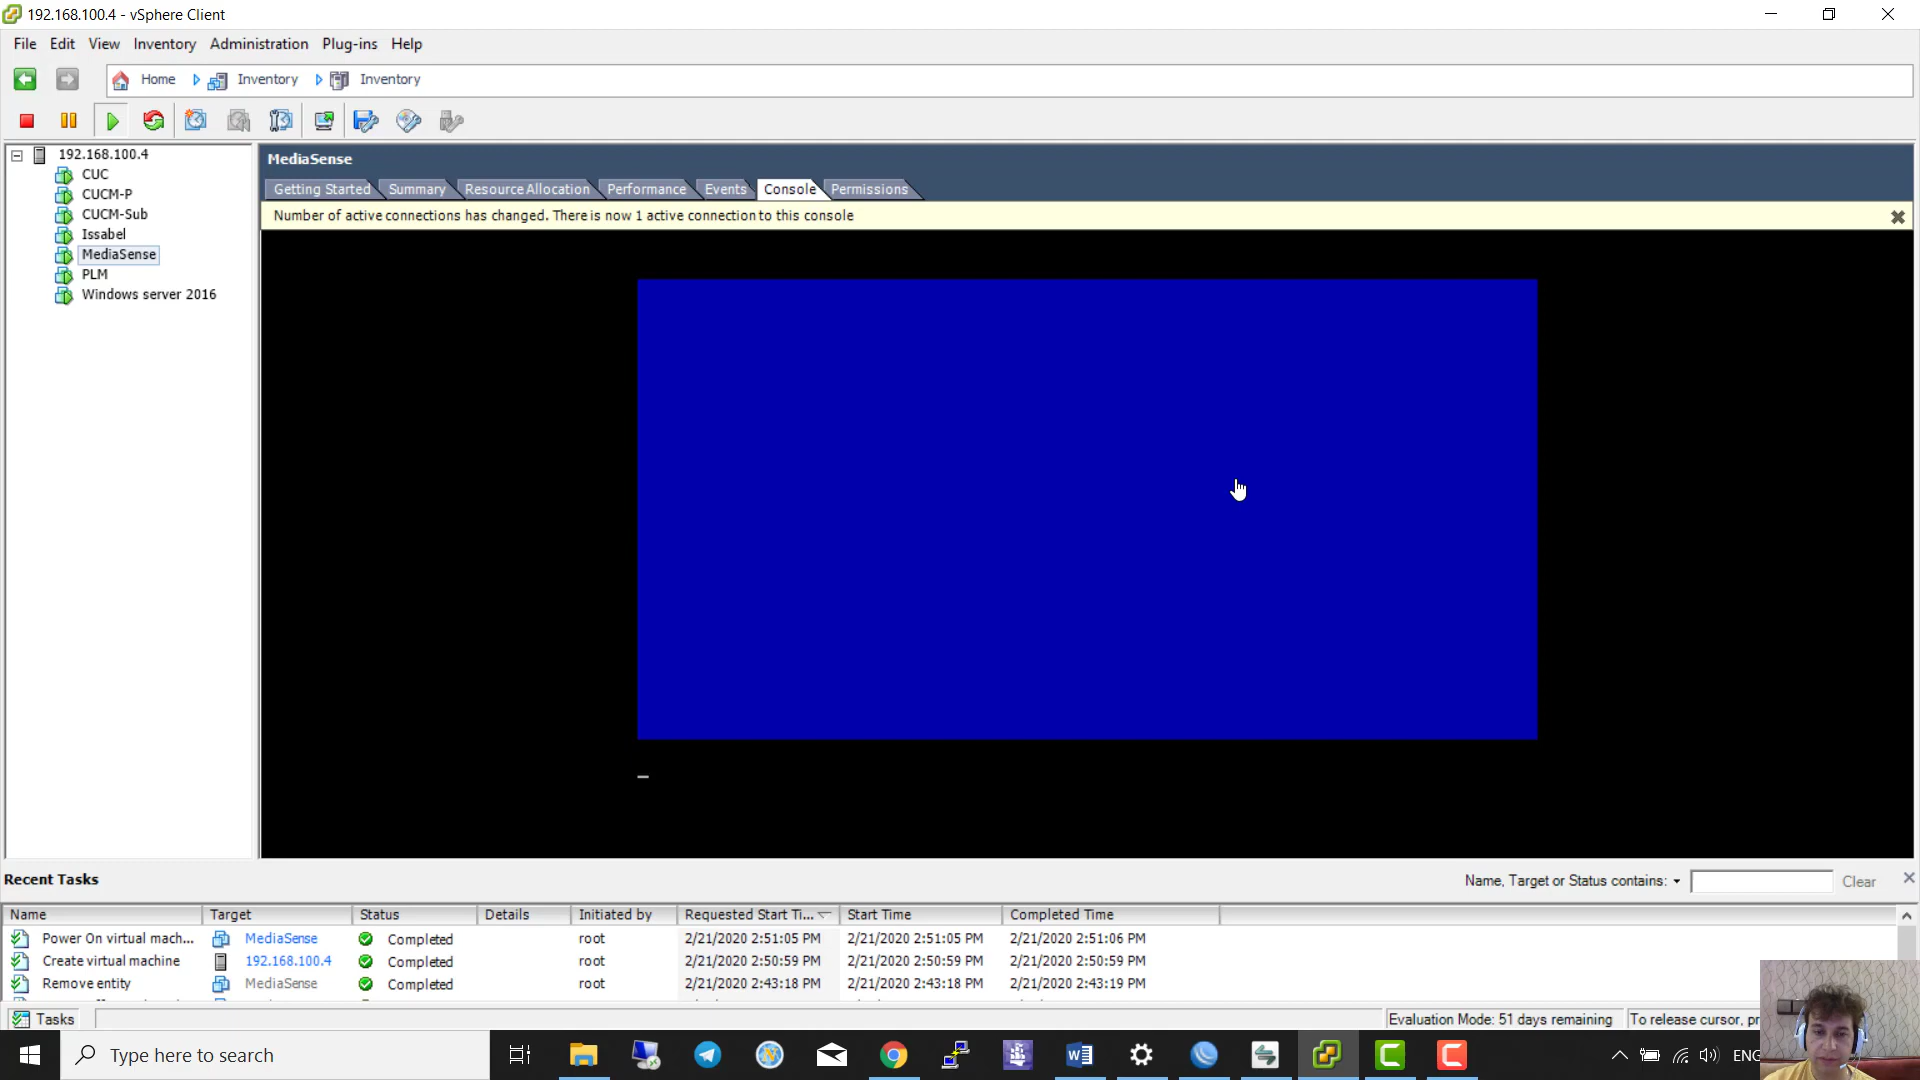 192.168.100.4 - vSphere Client
File Edit View Inventory Administration Plug-ins Help
Home Inventory Inventory
192.168.100.4
CUC
CUCM-P
CUCM-Sub
Issabel
MediaSense
PLM
Windows server 2016
MediaSense
Getting Started Summary Resource Allocation Performance Events Console Permissions
Number of active connections has changed. There is now 1 active connection to this console
Recent Tasks
Name, Target or Status contains: Clear
Name Target Status Details Initiated by Requested Start Ti... Start Time Completed Time
Power On virtual mach... MediaSense Completed root 2/21/2020 2:51:05 PM 2/21/2020 2:51:05 PM 2/21/2020 2:51:06 PM
Create virtual machine 192.168.100.4 Completed root 2/21/2020 2:50:59 PM 2/21/2020 2:50:59 PM 2/21/2020 2:50:59 PM
Remove entity MediaSense Completed root 2/21/2020 2:43:18 PM 2/21/2020 2:43:18 PM 2/21/2020 2:43:19 PM
Tasks Evaluation Mode: 51 days remaining To release cursor, pr
Type here to search ENG